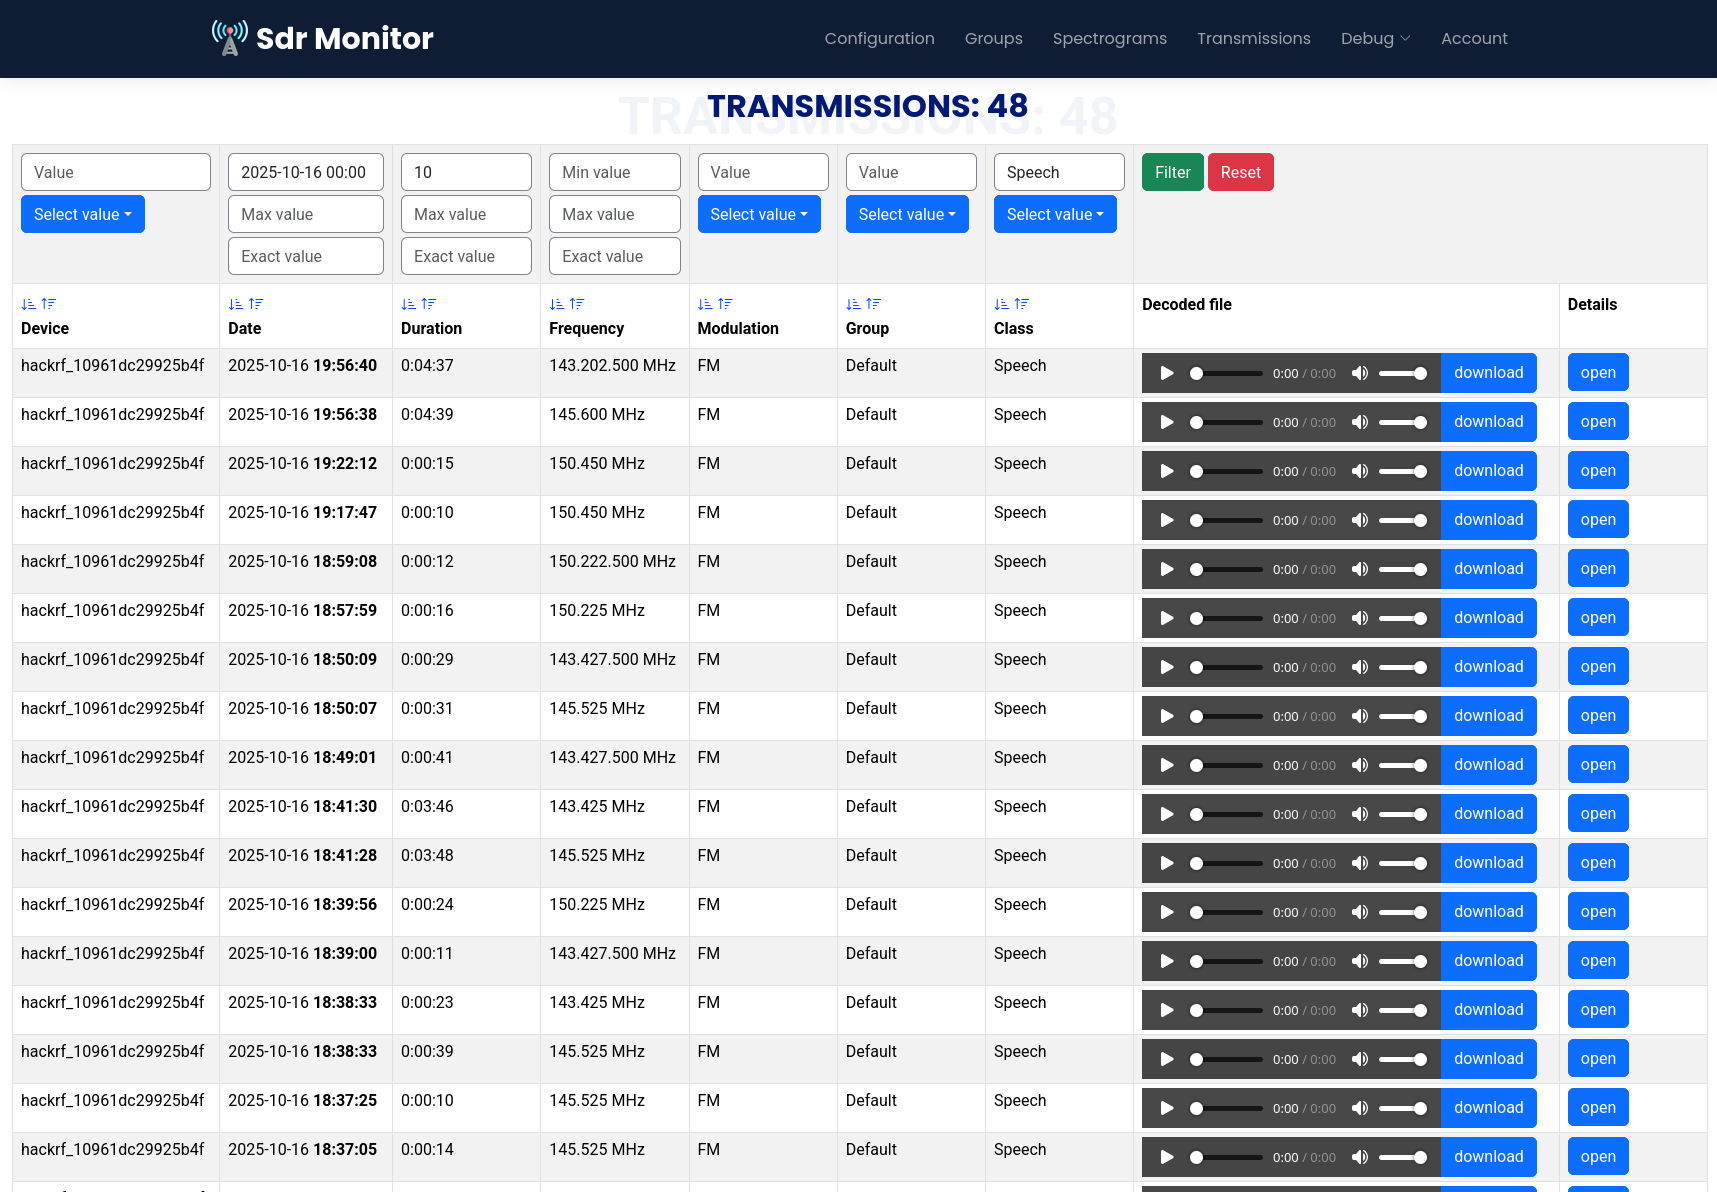 Sdr Monitor
Configuration Groups Spectrograms Transmissions Debug Account
TRANSMISSIONS: 48
TRANSMISSIONS: 48
Value 2025-10-16 00:00 10 Min value Value Value Speech Filter Reset
Select value Max value Max value Max value Select value Select value Select value
Exact value Exact value Exact value
Device Date Duration Frequency Modulation Group Class Decoded file Details
hackrf_10961dc29925b4f 2025-10-16 19:56:40 0:04:37 143.202.500 MHz FM Default Speech 0:00 / 0:00 download open
hackrf_10961dc29925b4f 2025-10-16 19:56:38 0:04:39 145.600 MHz FM Default Speech 0:00 / 0:00 download open
hackrf_10961dc29925b4f 2025-10-16 19:22:12 0:00:15 150.450 MHz FM Default Speech 0:00 / 0:00 download open
hackrf_10961dc29925b4f 2025-10-16 19:17:47 0:00:10 150.450 MHz FM Default Speech 0:00 / 0:00 download open
hackrf_10961dc29925b4f 2025-10-16 18:59:08 0:00:12 150.222.500 MHz FM Default Speech 0:00 / 0:00 download open
hackrf_10961dc29925b4f 2025-10-16 18:57:59 0:00:16 150.225 MHz FM Default Speech 0:00 / 0:00 download open
hackrf_10961dc29925b4f 2025-10-16 18:50:09 0:00:29 143.427.500 MHz FM Default Speech 0:00 / 0:00 download open
hackrf_10961dc29925b4f 2025-10-16 18:50:07 0:00:31 145.525 MHz FM Default Speech 0:00 / 0:00 download open
hackrf_10961dc29925b4f 2025-10-16 18:49:01 0:00:41 143.427.500 MHz FM Default Speech 0:00 / 0:00 download open
hackrf_10961dc29925b4f 2025-10-16 18:41:30 0:03:46 143.425 MHz FM Default Speech 0:00 / 0:00 download open
hackrf_10961dc29925b4f 2025-10-16 18:41:28 0:03:48 145.525 MHz FM Default Speech 0:00 / 0:00 download open
hackrf_10961dc29925b4f 2025-10-16 18:39:56 0:00:24 150.225 MHz FM Default Speech 0:00 / 0:00 download open
hackrf_10961dc29925b4f 2025-10-16 18:39:00 0:00:11 143.427.500 MHz FM Default Speech 0:00 / 0:00 download open
hackrf_10961dc29925b4f 2025-10-16 18:38:33 0:00:23 143.425 MHz FM Default Speech 0:00 / 0:00 download open
hackrf_10961dc29925b4f 2025-10-16 18:38:33 0:00:39 145.525 MHz FM Default Speech 0:00 / 0:00 download open
hackrf_10961dc29925b4f 2025-10-16 18:37:25 0:00:10 145.525 MHz FM Default Speech 0:00 / 0:00 download open
hackrf_10961dc29925b4f 2025-10-16 18:37:05 0:00:14 145.525 MHz FM Default Speech 0:00 / 0:00 download open